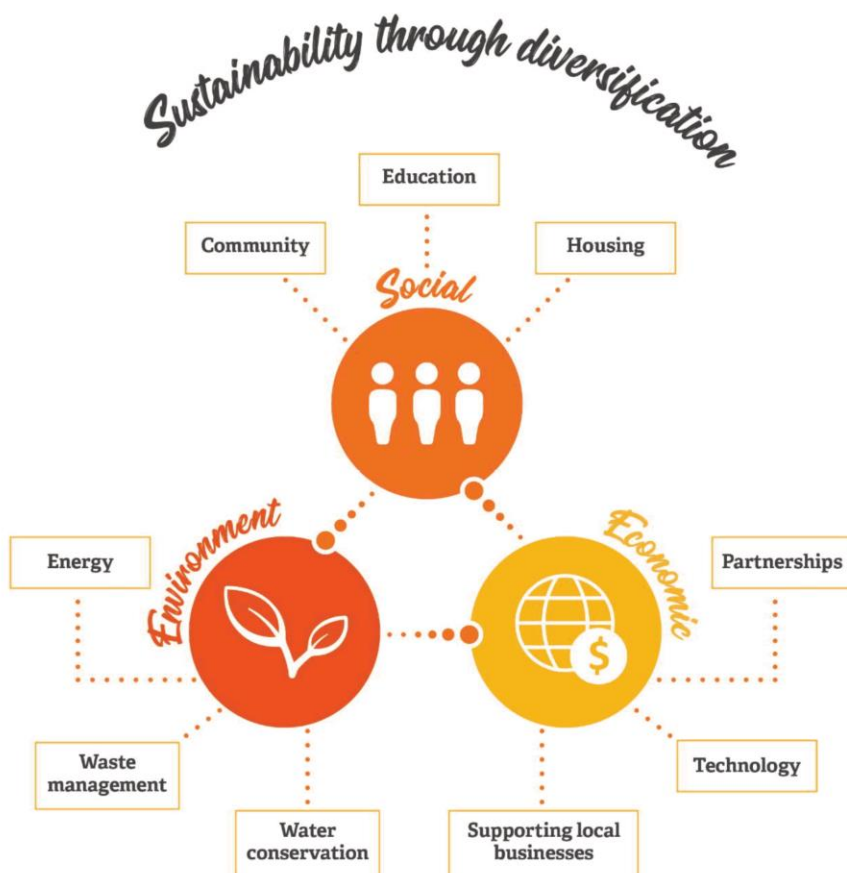 Sustainability through diversification
Education
Community
Housing
Social
Environment
Economic
Energy
Partnerships
Waste
management
Technology
Water
conservation
Supporting local
businesses
$